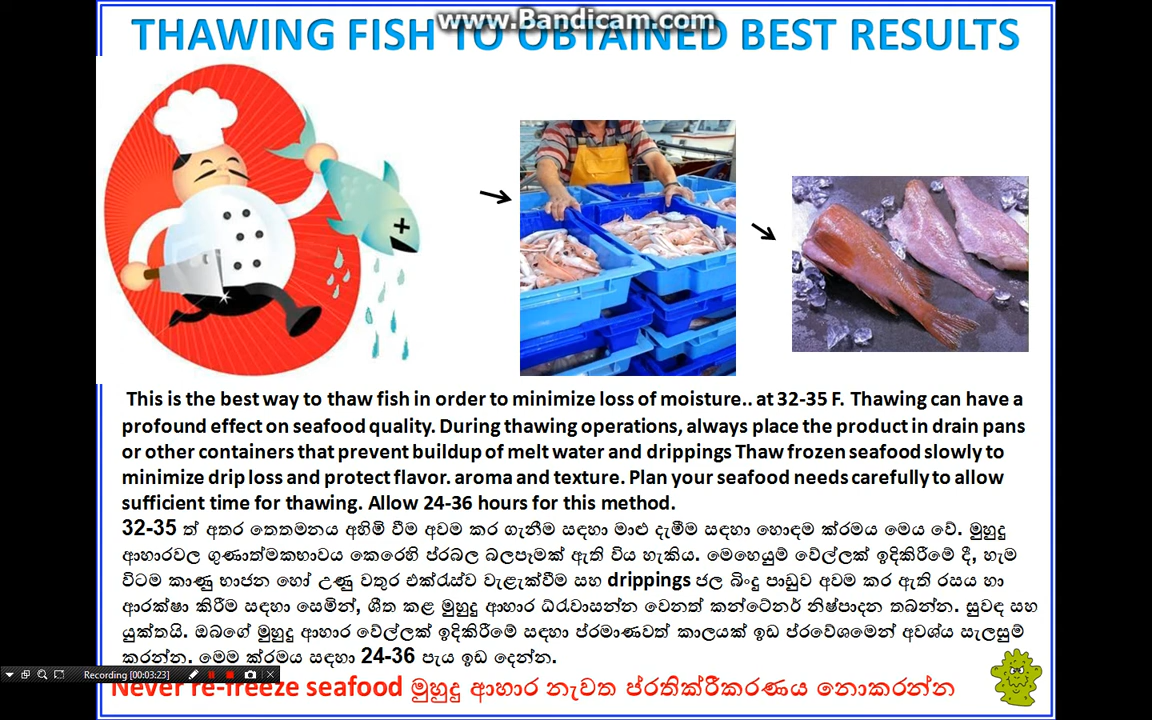 www.Bandicam.com
THAWING FISH TO OBTAINED BEST RESULTS
This is the best way to thaw fish in order to minimize loss of moisture.. at 32-35 F. Thawing can have a
profound effect on seafood quality. During thawing operations, always place the product in drain pans
or other containers that prevent buildup of melt water and drippings Thaw frozen seafood slowly to
minimize drip loss and protect flavor. aroma and texture. Plan your seafood needs carefully to allow
sufficient time for thawing. Allow 24-36 hours for this method.
32-35 ත් අතර තෙතමනය අහිමි වීම අවම කර ගැනීම සඳහා මාළු දැමීම සඳහා හොඳම ක්රමය මෙය වේ. මුහුදු
ආහාරවල ගුණාත්මකභාවය කෙරෙහි ප්රබල බලපෑමක් ඇති විය හැකිය. මෙහෙයුම් වේල්ලක් ඉදිකිරීමේ දී, හැම
විටම කාණු භාජන හෝ උණු වතුර එක්රැස්ව වැළැක්වීම සහ drippings ජල බිංදු පාඩුව අවම කර ඇති රසය හා
ආරක්ෂා කිරීම සඳහා සෙමින්, ශීත කළ මුහුදු ආහාර ධ්රැවාසන්න වෙනත් කන්ටේනර් නිෂ්පාදන තබන්න. සුවඳ සහ
යුක්තයි. ඔබගේ මුහුදු ආහාර වේල්ලක් ඉදිකිරීමේ සඳහා ප්රමාණවත් කාලයක් ඉඩ ප්රවේශමෙන් අවශ්ය සැලසුම්
කරන්න. මෙම ක්රමය සඳහා 24-36 පැය ඉඩ දෙන්න.
Recording [00:03:23]
Never re-freeze seafood මුහුදු ආහාර නැවත ප්රතික්රීකරණය නොකරන්න